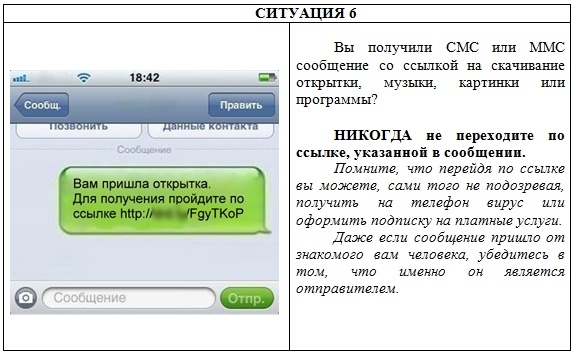 СИТУАЦИЯ 6
18:42
Сообщ.
Править
Позвонить
Данные контакта
Сообщение
Вам пришла открытка.
Для получения пройдите по
ссылке http:// /FgyTKoP
Сообщение
Отпр.
Вы получили СМС или ММС
сообщение со ссылкой на скачивание
открытки, музыки, картинки или
программы?
НИКОГДА не переходите по
ссылке, указанной в сообщении.
Помните, что перейдя по ссылке
вы можете, сами того не подозревая,
получить на телефон вирус или
оформить подписку на платные услуги.
Даже если сообщение пришло от
знакомого вам человека, убедитесь в
том, что именно он является
отправителем.